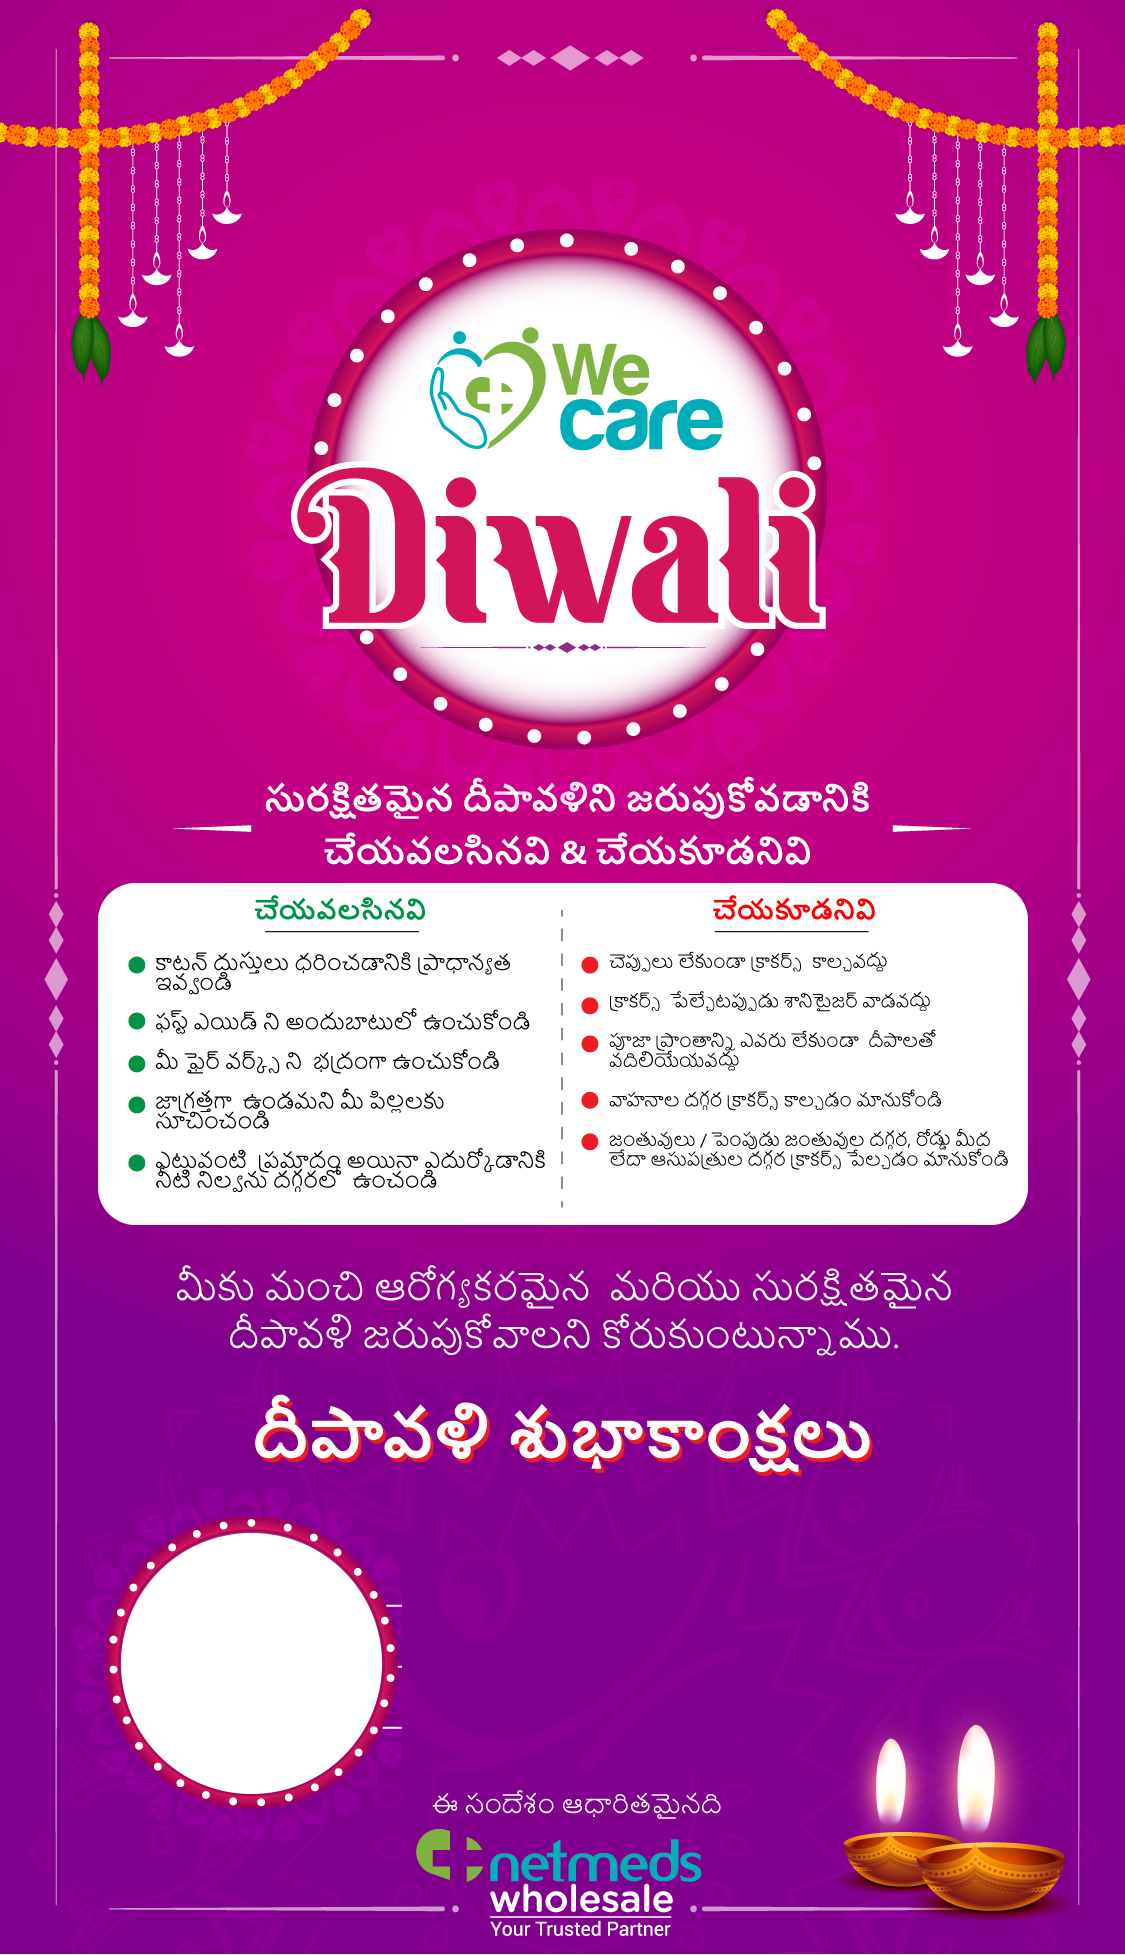 We
care
Diwali
సురక్షితమైన దీపావళిని జరుపుకోవడానికి
చేయవలసినవి & చేయకూడనివి
చేయవలసినవి
కాటన్ దుస్తులు ధరించడానికి ప్రాధాన్యత
ఇవ్వండి
ఫస్ట్ ఎయిడ్ ని అందుబాటులో ఉంచుకోండి
మీ ఫైర్ వర్క్స్ ని భద్రంగా ఉంచుకోండి
జాగ్రత్తగా ఉండమని మీ పిల్లలకు
సూచించండి
ఎటువంటి ప్రమాదం అయినా ఎదుర్కోడానికి
నీటి నిల్వను దగ్గరలో ఉంచండి
చేయకూడనివి
చెప్పులు లేకుండా క్రాకర్స్ కాల్చవద్దు
క్రాకర్స్ పేల్చేటప్పుడు శానిటైజర్ వాడవద్దు
పూజా ప్రాంతాన్ని ఎవరు లేకుండా దీపాలతో
వదిలియేయవద్దు
వాహనాల దగ్గర క్రాకర్స్ కాల్చడం మానుకోండి
జంతువులు / పెంపుడు జంతువుల దగ్గర, రోడ్డు మీద
లేదా ఆసుపత్రుల దగ్గర క్రాకర్స్ పేల్చడం మానుకోండి
మీకు మంచి ఆరోగ్యకరమైన మరియు సురక్షితమైన
దీపావళి జరుపుకోవాలని కోరుకుంటున్నాము.
దీపావళి శుభాకాంక్షలు
ఈ సందేశం ఆధారితమైనది
netmeds
wholesale
Your Trusted Partner